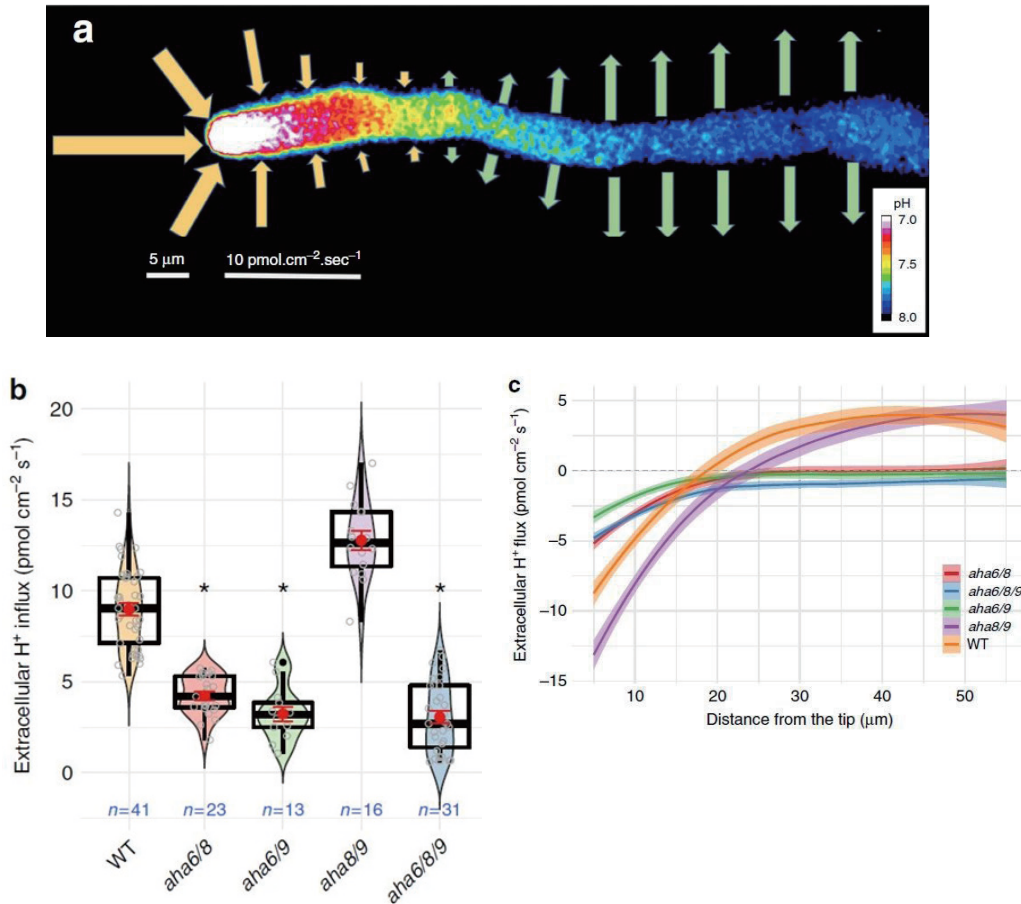 a
5 μm
10 pmol.cm⁻².sec⁻¹
pH
7.0
7.5
8.0
b
Extracellular H⁺ influx (pmol cm⁻² s⁻¹)
20
15
10
5
0
* * *
n=41 n=23 n=13 n=16 n=31
WT aha6/8 aha6/9 aha8/9 aha6/8/9
c
Extracellular H⁺ flux (pmol cm⁻² s⁻¹)
5
0
−5
−10
−15
aha6/8
aha6/8/9
aha6/9
aha8/9
WT
10 20 30 40 50
Distance from the tip (μm)